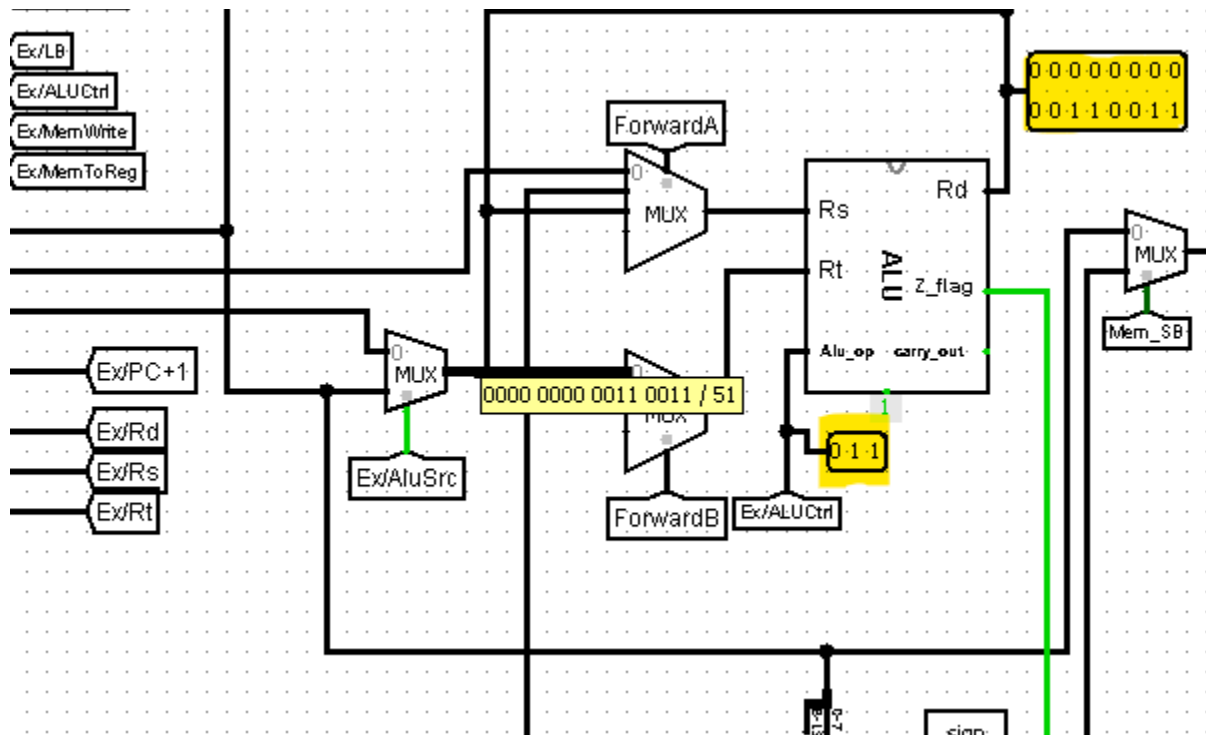 Ex/LB
Ex/ALUCtrl
Ex/MemWrite
Ex/MemToReg
ForwardA
0
MUX
0 0 0 0 0 0 0 0
0 0 1 1 0 0 1 1
Rd
Rs
Rt
ALU
Z_flag
Alu_op
carry_out
1
0
MUX
Mem_SB
0
MUX
Ex/AluSrc
0000 0000 0011 0011 / 51
MUX
ForwardB
0 1 1
Ex/ALUCtrl
Ex/PC+1
Ex/Rd
Ex/Rs
Ex/Rt
0-7
sign